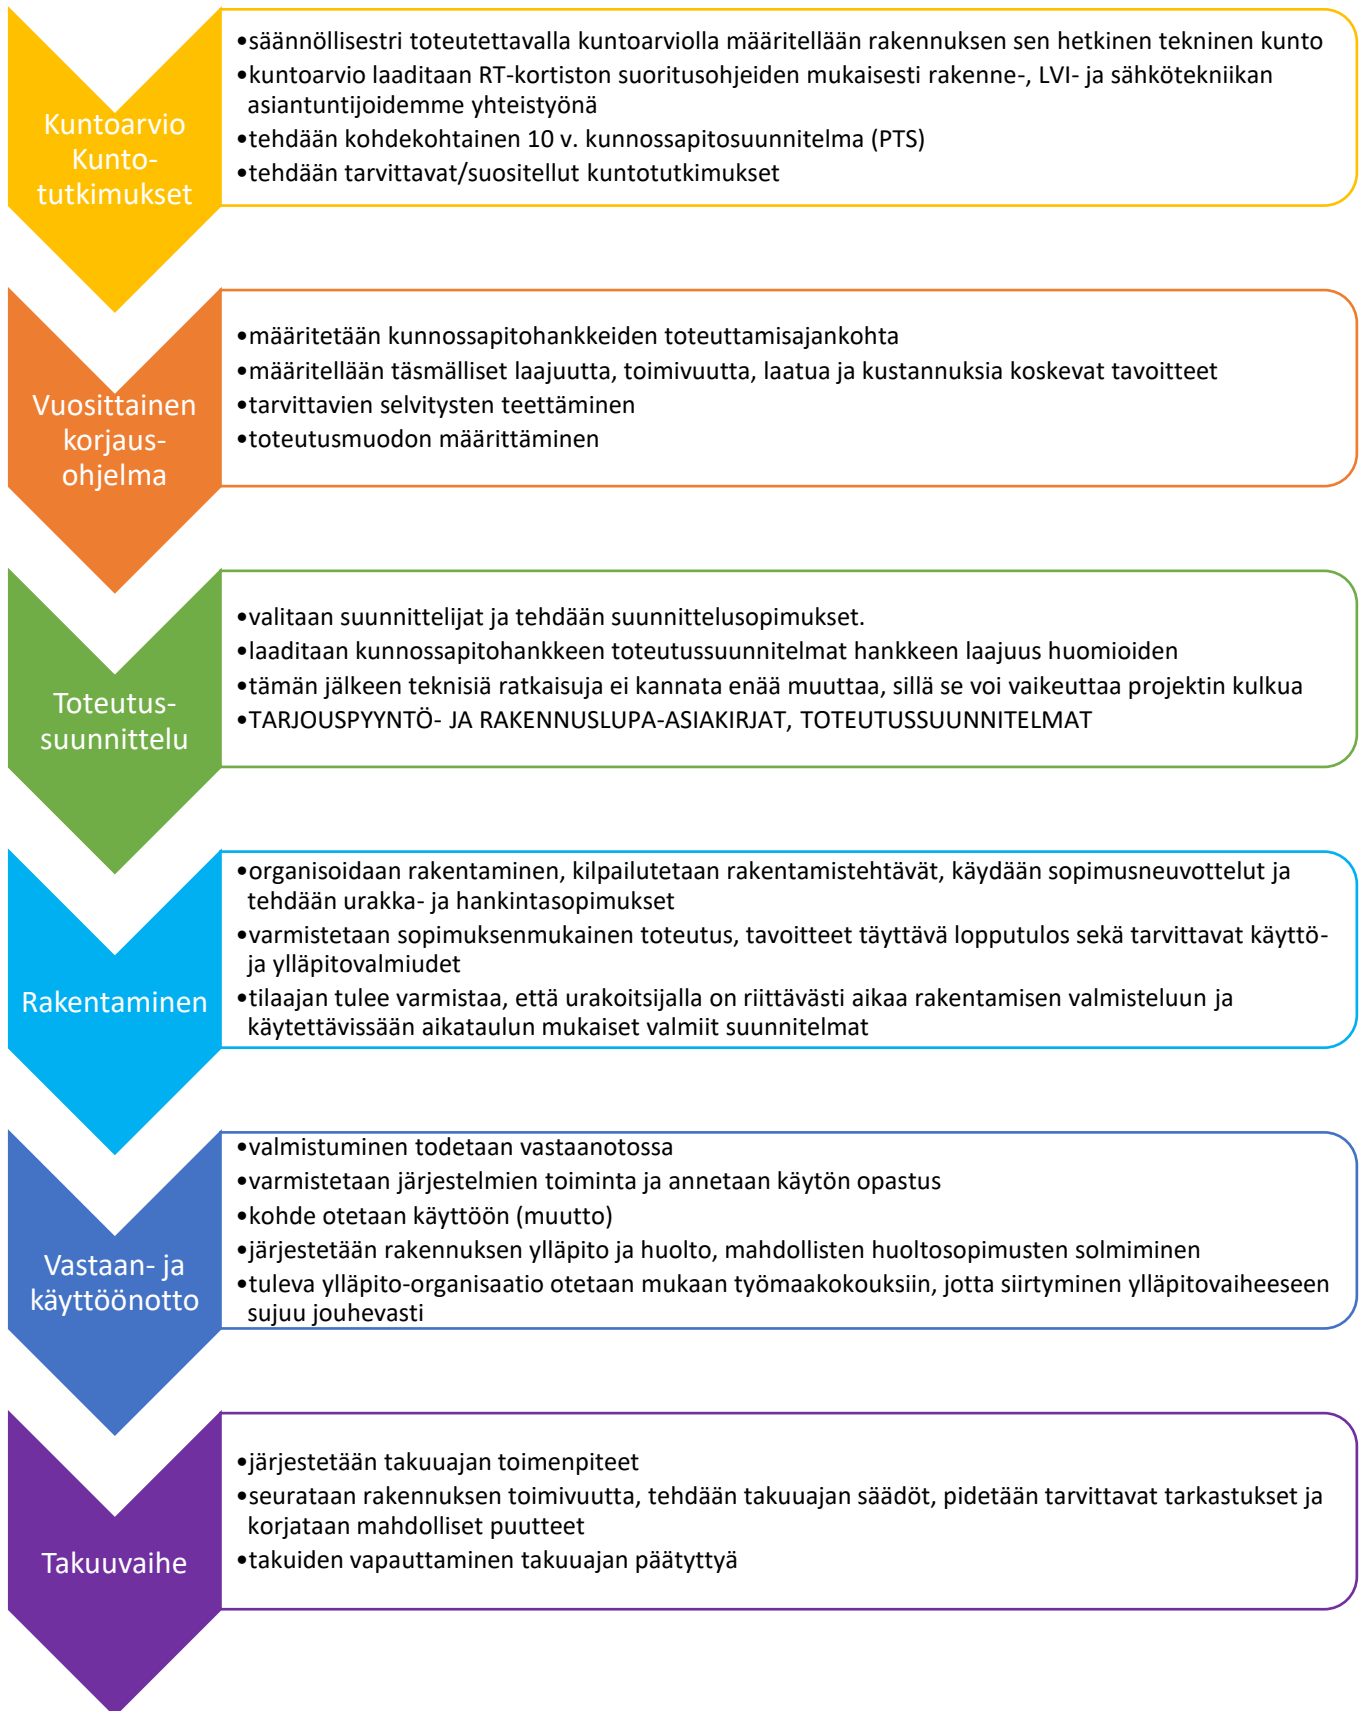 Kuntoarvio
Kunto-
tutkimukset
•säännöllisestri toteutettavalla kuntoarviolla määritellään rakennuksen sen hetkinen tekninen kunto
•kuntoarvio laaditaan RT-kortiston suoritusohjeiden mukaisesti rakenne-, LVI- ja sähkötekniikan
asiantuntijoidemme yhteistyönä
•tehdään kohdekohtainen 10 v. kunnossapitosuunnitelma (PTS)
•tehdään tarvittavat/suositellut kuntotutkimukset
Vuosittainen
korjaus-
ohjelma
•määritetään kunnossapitohankkeiden toteuttamisajankohta
•määritellään täsmälliset laajuutta, toimivuutta, laatua ja kustannuksia koskevat tavoitteet
•tarvittavien selvitysten teettäminen
•toteutusmuodon määrittäminen
Toteutus-
suunnittelu
•valitaan suunnittelijat ja tehdään suunnittelusopimukset.
•laaditaan kunnossapitohankkeen toteutussuunnitelmat hankkeen laajuus huomioiden
•tämän jälkeen teknisiä ratkaisuja ei kannata enää muuttaa, sillä se voi vaikeuttaa projektin kulkua
•TARJOUSPYYNTÖ- JA RAKENNUSLUPA-ASIAKIRJAT, TOTEUTUSSUUNNITELMAT
Rakentaminen
•organisoidaan rakentaminen, kilpailutetaan rakentamistehtävät, käydään sopimusneuvottelut ja
tehdään urakka- ja hankintasopimukset
•varmistetaan sopimuksenmukainen toteutus, tavoitteet täyttävä lopputulos sekä tarvittavat käyttö-
ja ylläpitovalmiudet
•tilaajan tulee varmistaa, että urakoitsijalla on riittävästi aikaa rakentamisen valmisteluun ja
käytettävissään aikataulun mukaiset valmiit suunnitelmat
Vastaan- ja
käyttöönotto
•valmistuminen todetaan vastaanotossa
•varmistetaan järjestelmien toiminta ja annetaan käytön opastus
•kohde otetaan käyttöön (muutto)
•järjestetään rakennuksen ylläpito ja huolto, mahdollisten huoltosopimusten solmiminen
•tuleva ylläpito-organisaatio otetaan mukaan työmaakokouksiin, jotta siirtyminen ylläpitovaiheeseen
sujuu jouhevasti
Takuuvaihe
•järjestetään takuuajan toimenpiteet
•seurataan rakennuksen toimivuutta, tehdään takuuajan säädöt, pidetään tarvittavat tarkastukset ja
korjataan mahdolliset puutteet
•takuiden vapauttaminen takuuajan päätyttyä